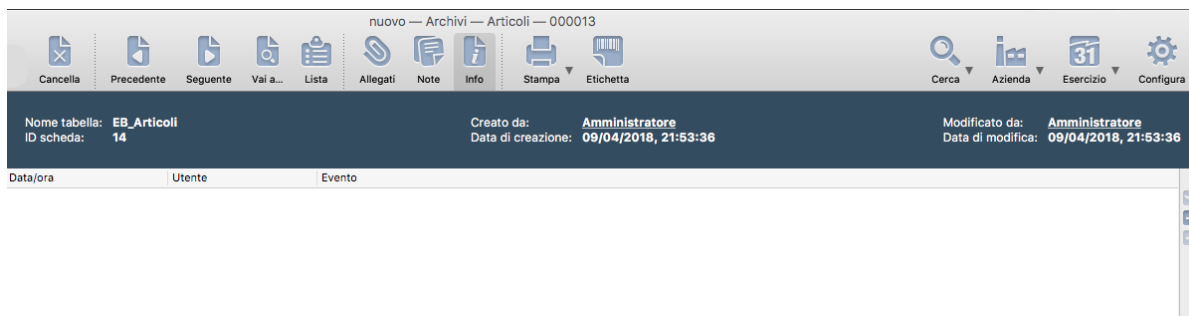 nuovo — Archivi — Articoli — 000013
Cancella Precedente Seguente Vai a... Lista Allegati Note Info Stampa Etichetta Cerca Azienda 31 Esercizio Configura
Nome tabella: EB_Articoli Creato da: Amministratore Modificato da: Amministratore
ID scheda: 14 Data di creazione: 09/04/2018, 21:53:36 Data di modifica: 09/04/2018, 21:53:36
Data/ora Utente Evento